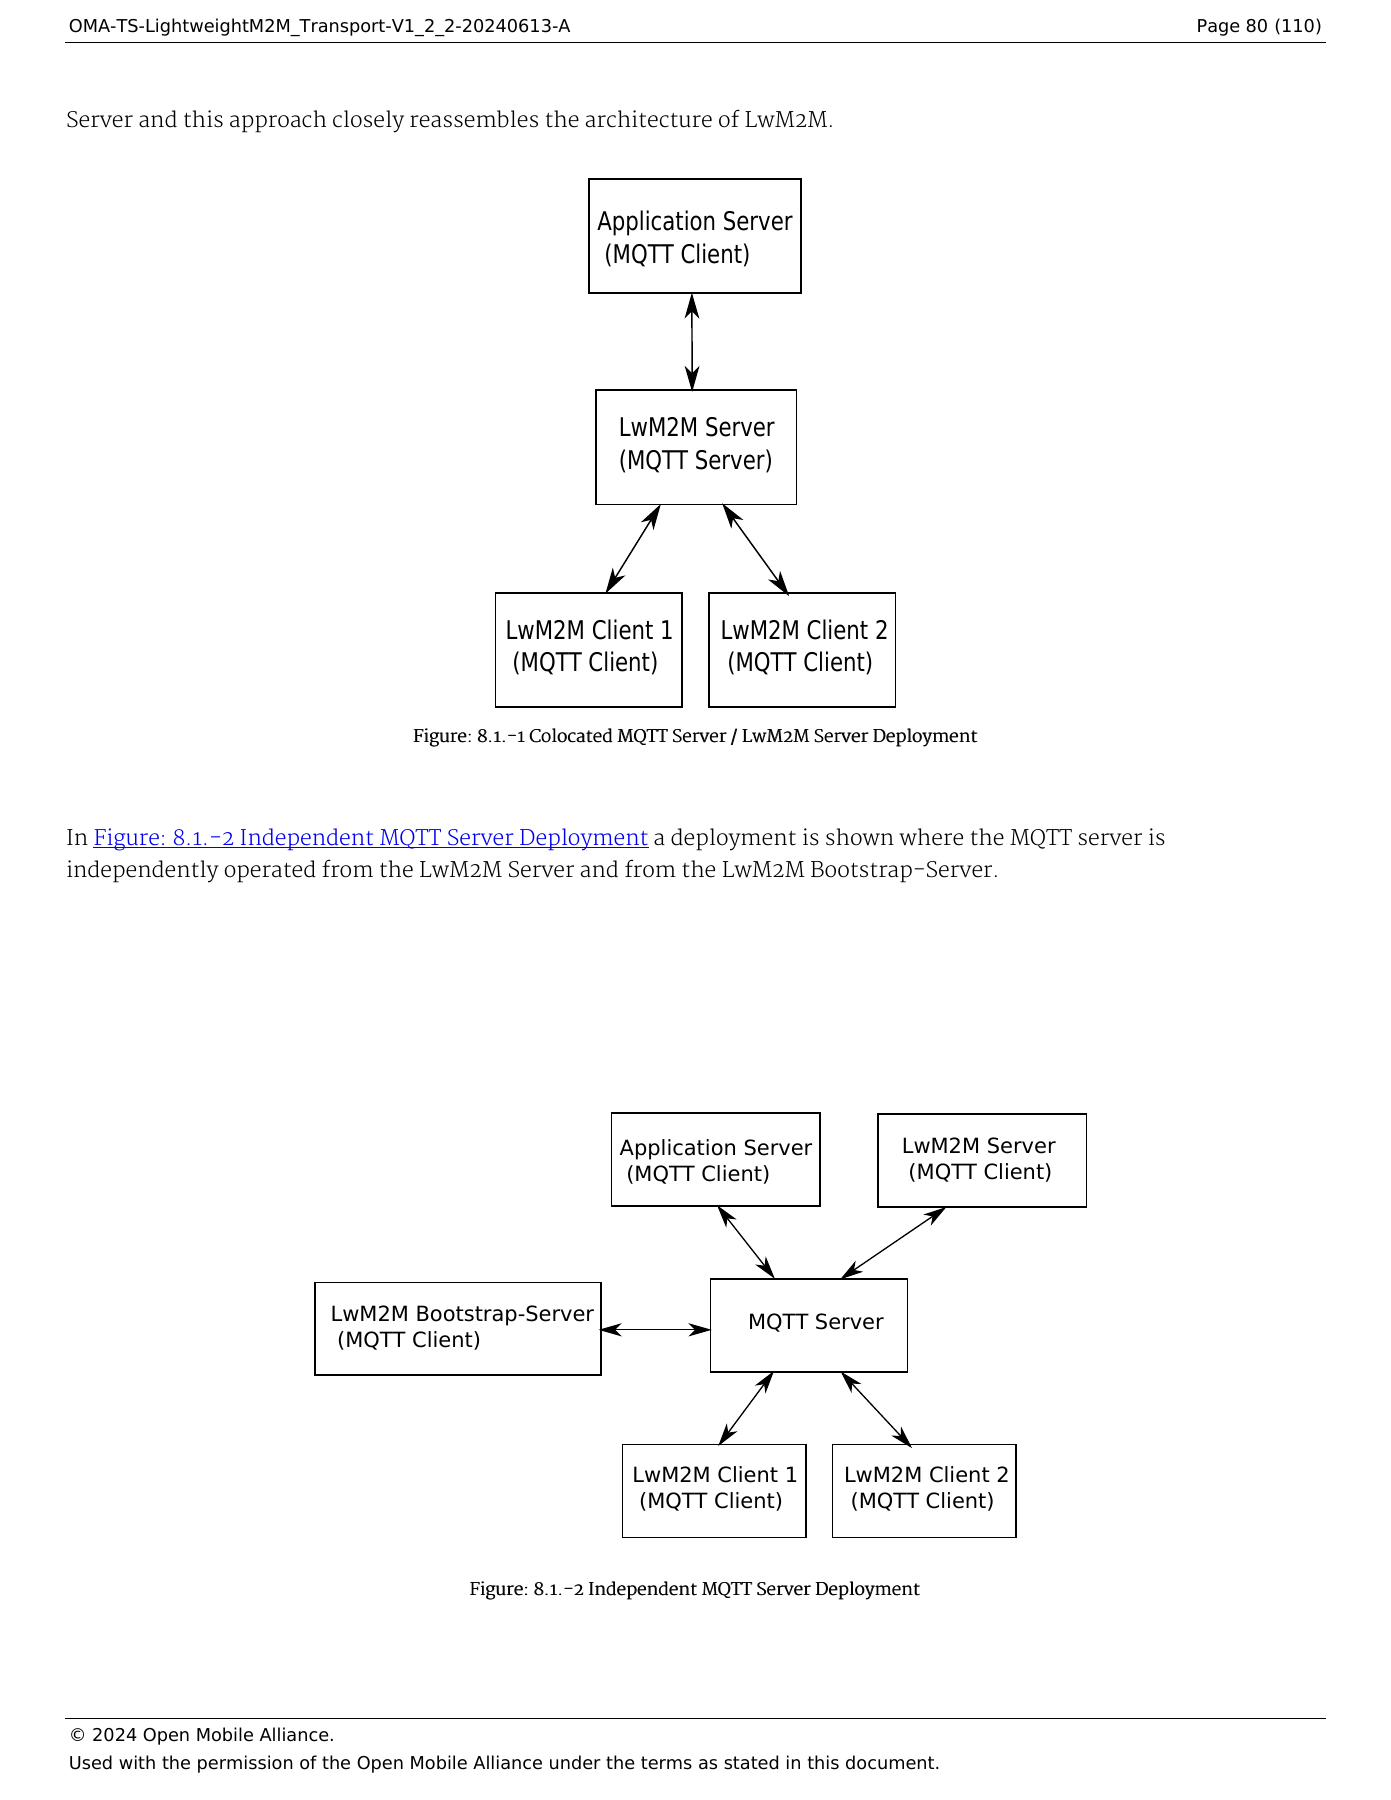 OMA-TS-LightweightM2M_Transport-V1_2_2-20240613-A Page 80 (110)
Server and this approach closely reassembles the architecture of LwM2M.
Application Server
(MQTT Client)
LwM2M Server
(MQTT Server)
LwM2M Client 1
(MQTT Client)
LwM2M Client 2
(MQTT Client)
Figure: 8.1.-1 Colocated MQTT Server / LwM2M Server Deployment
In Figure: 8.1.-2 Independent MQTT Server Deployment a deployment is shown where the MQTT server is
independently operated from the LwM2M Server and from the LwM2M Bootstrap-Server.
Application Server
(MQTT Client)
LwM2M Server
(MQTT Client)
LwM2M Bootstrap-Server
(MQTT Client)
MQTT Server
LwM2M Client 1
(MQTT Client)
LwM2M Client 2
(MQTT Client)
Figure: 8.1.-2 Independent MQTT Server Deployment
© 2024 Open Mobile Alliance.
Used with the permission of the Open Mobile Alliance under the terms as stated in this document.